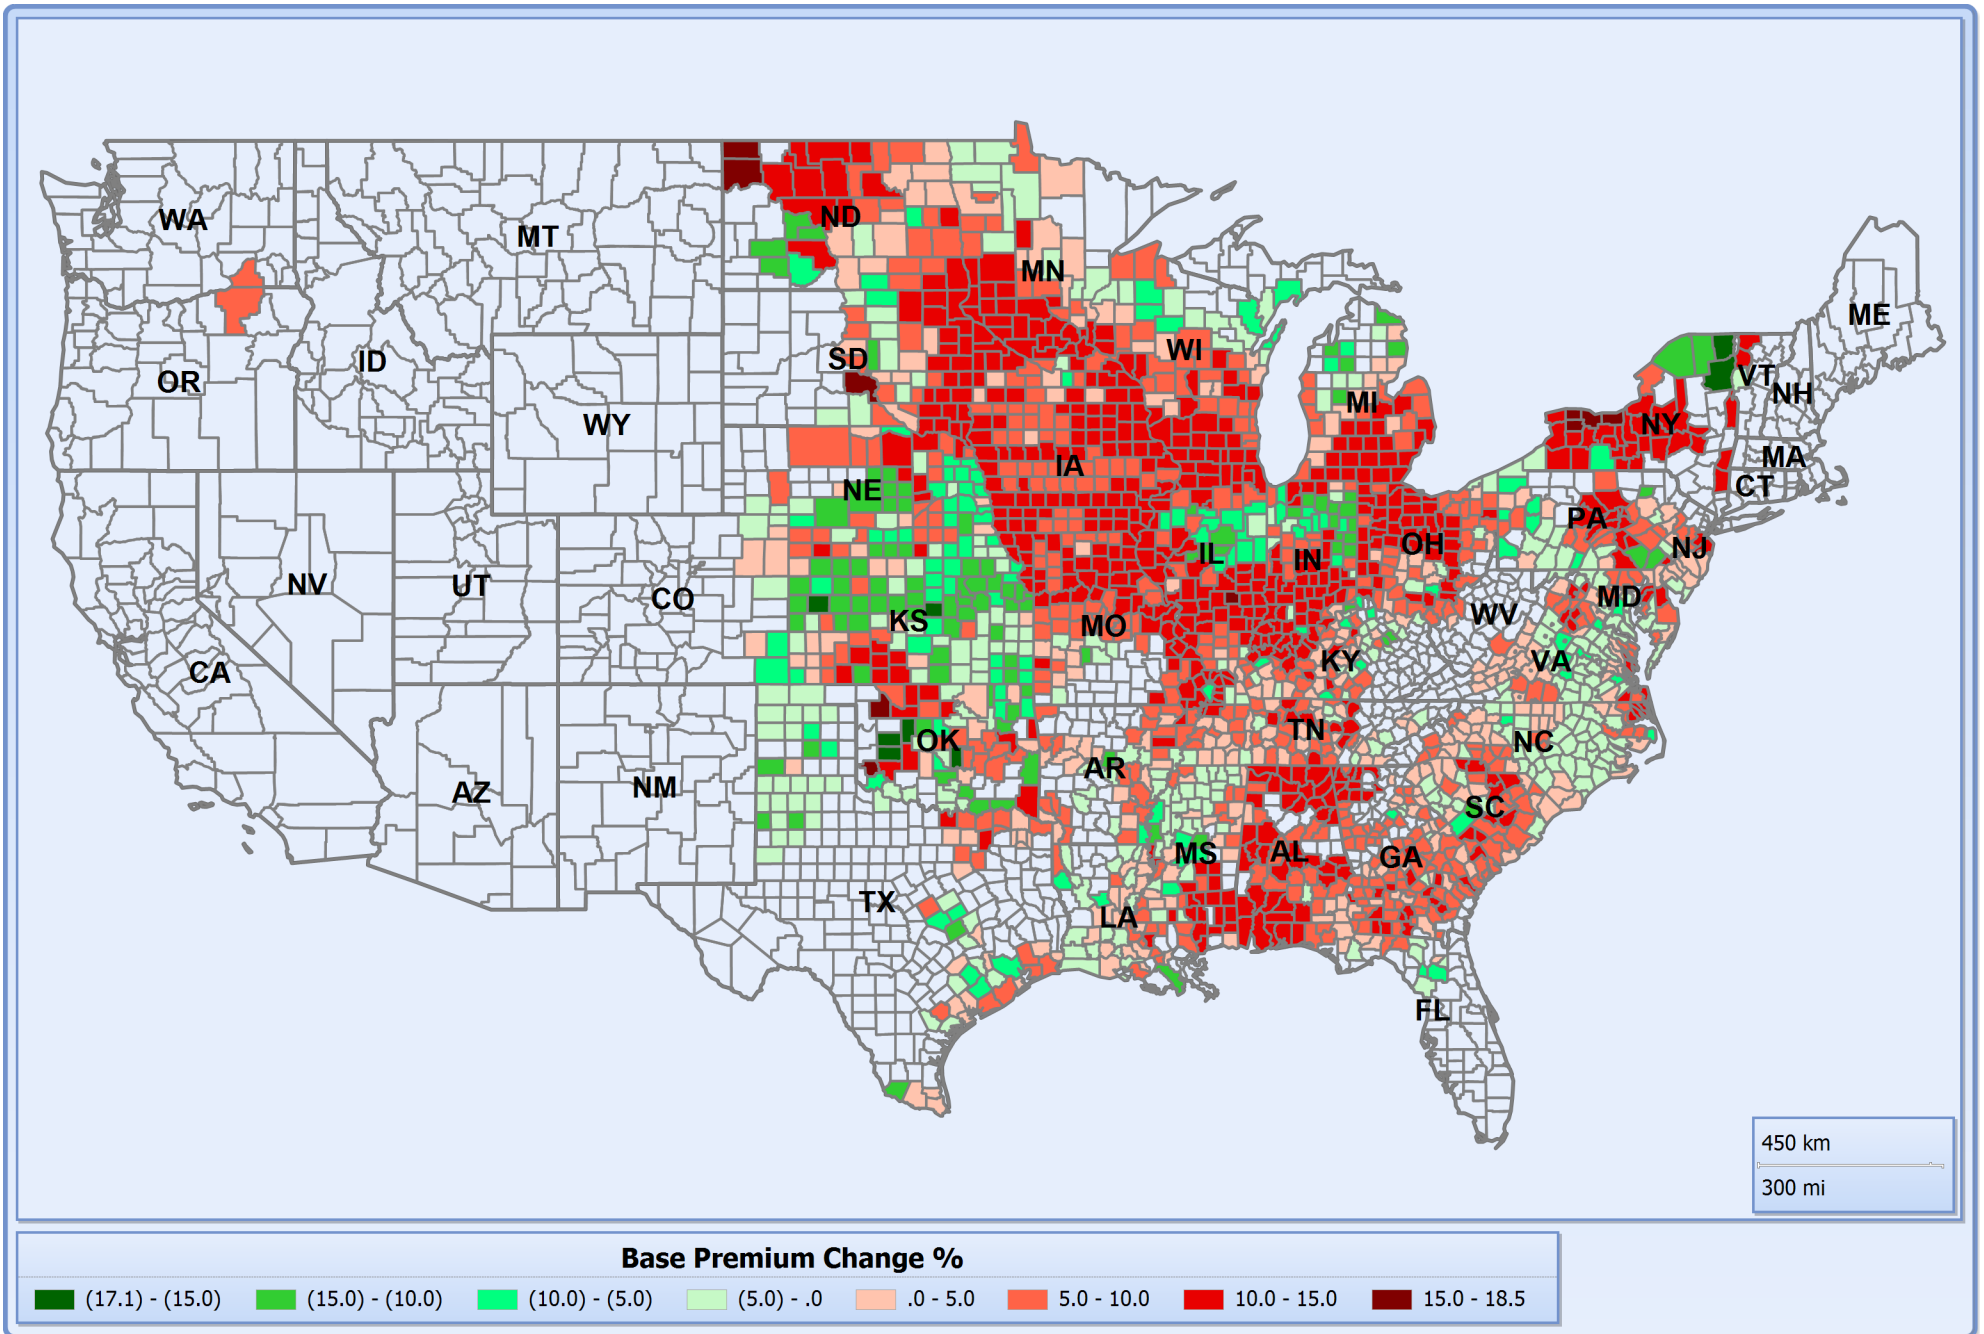 WA
MT
ND
MN
ME
OR
ID
SD
WI
MI
VT
NH
WY
NY
MA
CT
IA
NE
PA
NJ
NV
UT
CO
KS
IL
IN
OH
MD
WV
MO
CA
KY
VA
AZ
NM
OK
AR
TN
NC
SC
MS
AL
GA
TX
LA
FL
450 km
300 mi
Base Premium Change %
(17.1) - (15.0)
(15.0) - (10.0)
(10.0) - (5.0)
(5.0) - .0
.0 - 5.0
5.0 - 10.0
10.0 - 15.0
15.0 - 18.5